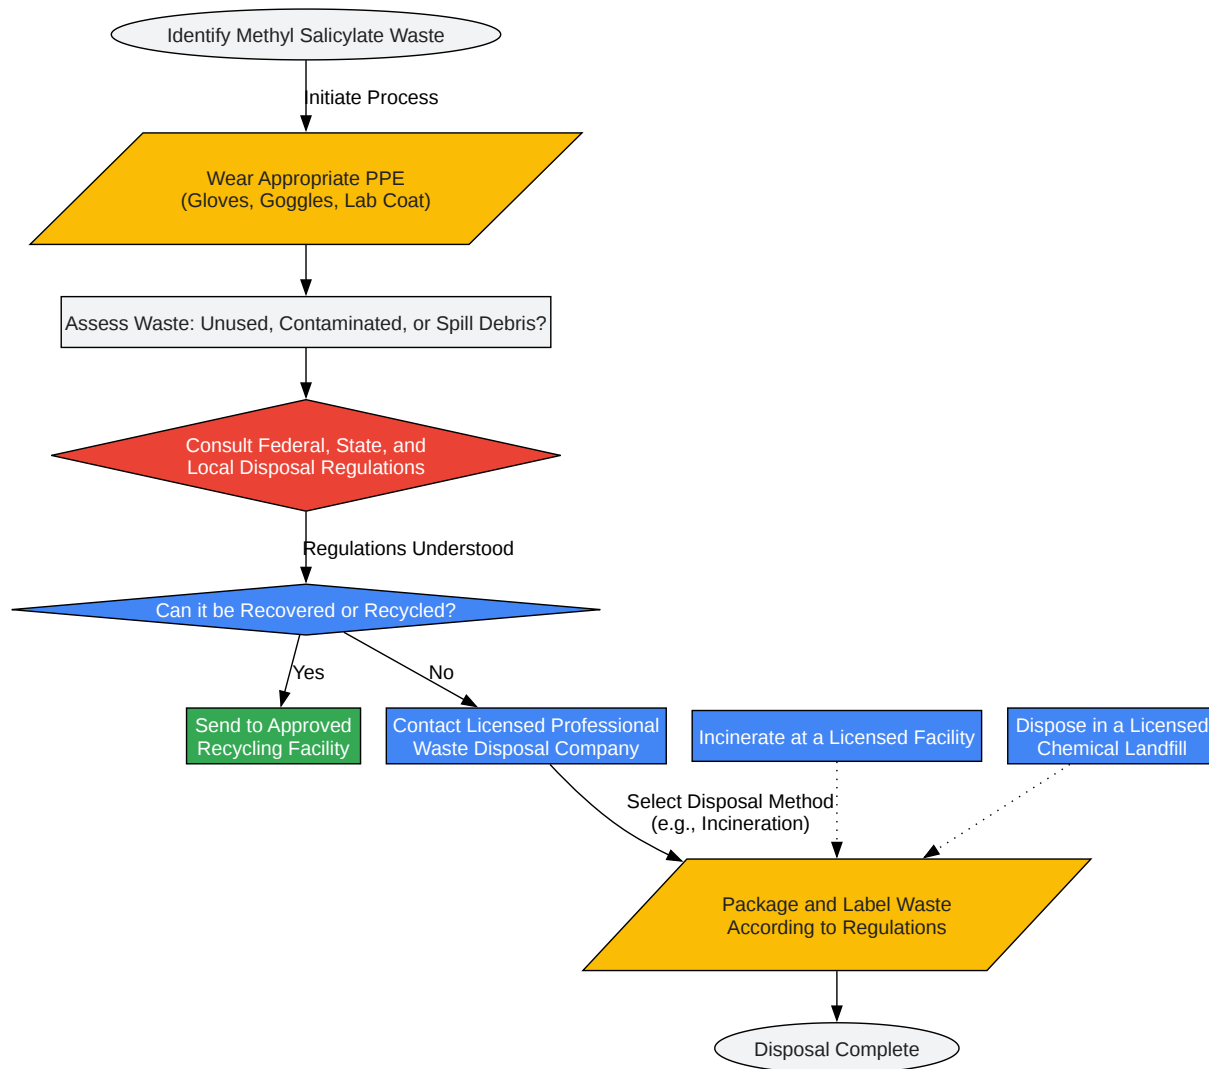 Identify Methyl Salicylate Waste
Initiate Process
Wear Appropriate PPE
(Gloves, Goggles, Lab Coat)
Assess Waste: Unused, Contaminated, or Spill Debris?
Consult Federal, State, and
Local Disposal Regulations
Regulations Understood
Can it be Recovered or Recycled?
Yes
No
Send to Approved
Recycling Facility
Contact Licensed Professional
Waste Disposal Company
Incinerate at a Licensed Facility
Dispose in a Licensed
Chemical Landfill
Select Disposal Method
(e.g., Incineration)
Package and Label Waste
According to Regulations
Disposal Complete